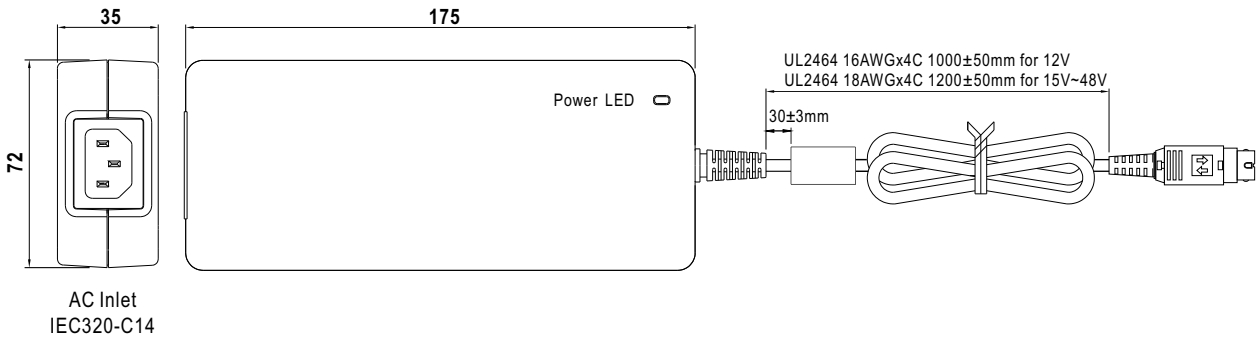 35
175
UL2464 16AWGx4C 1000±50mm for 12V
UL2464 18AWGx4C 1200±50mm for 15V~48V
Power LED
30±3mm
72
AC Inlet
IEC320-C14